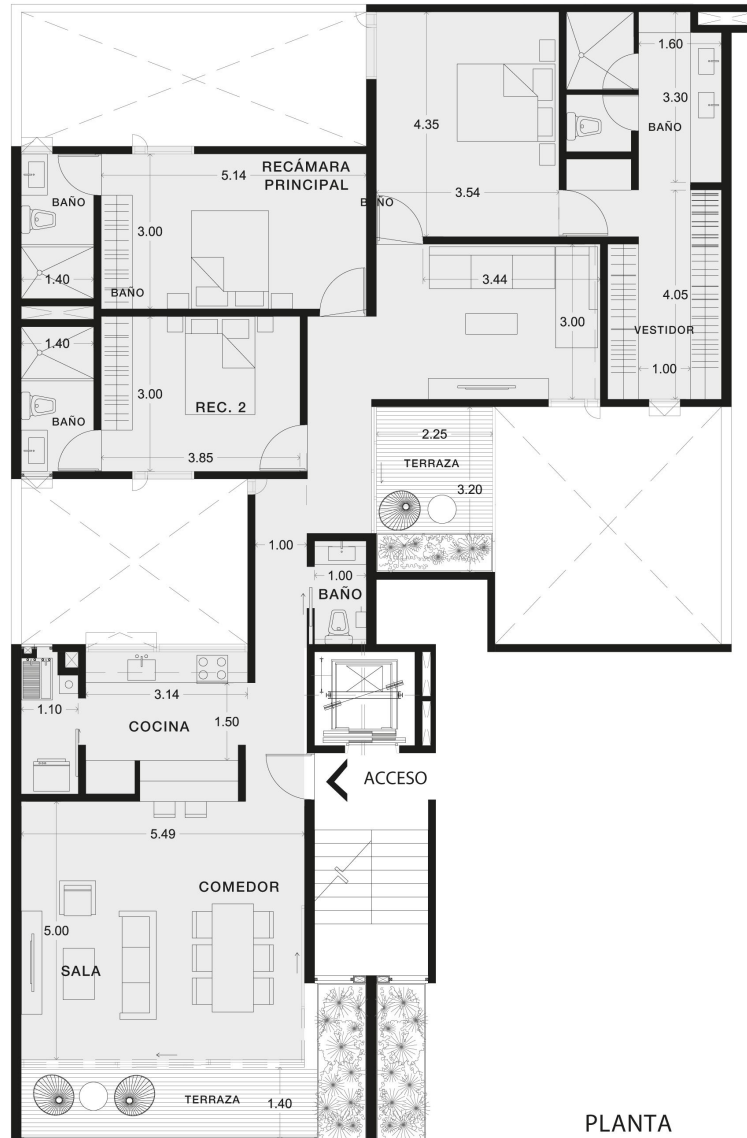 1.60
4.35
3.30
BAÑO
RECÁMARA
PRINCIPAL
5.14
3.54
BAÑO
BAÑO
3.00
1.40
BAÑO
3.44
4.05
3.00
VESTIDOR
1.00
1.40
3.00
REC. 2
BAÑO
3.85
2.25
TERRAZA
3.20
1.00
1.00
BAÑO
3.14
1.10
1.50
COCINA
ACCESO
5.49
COMEDOR
5.00
SALA
TERRAZA
1.40
PLANTA